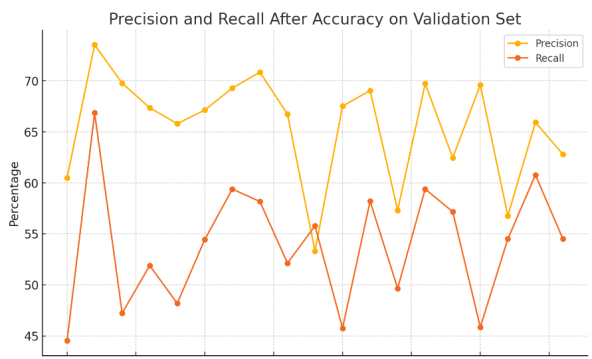 Precision and Recall After Accuracy on Validation Set
Precision
Recall
Percentage
70
65
60
55
50
45